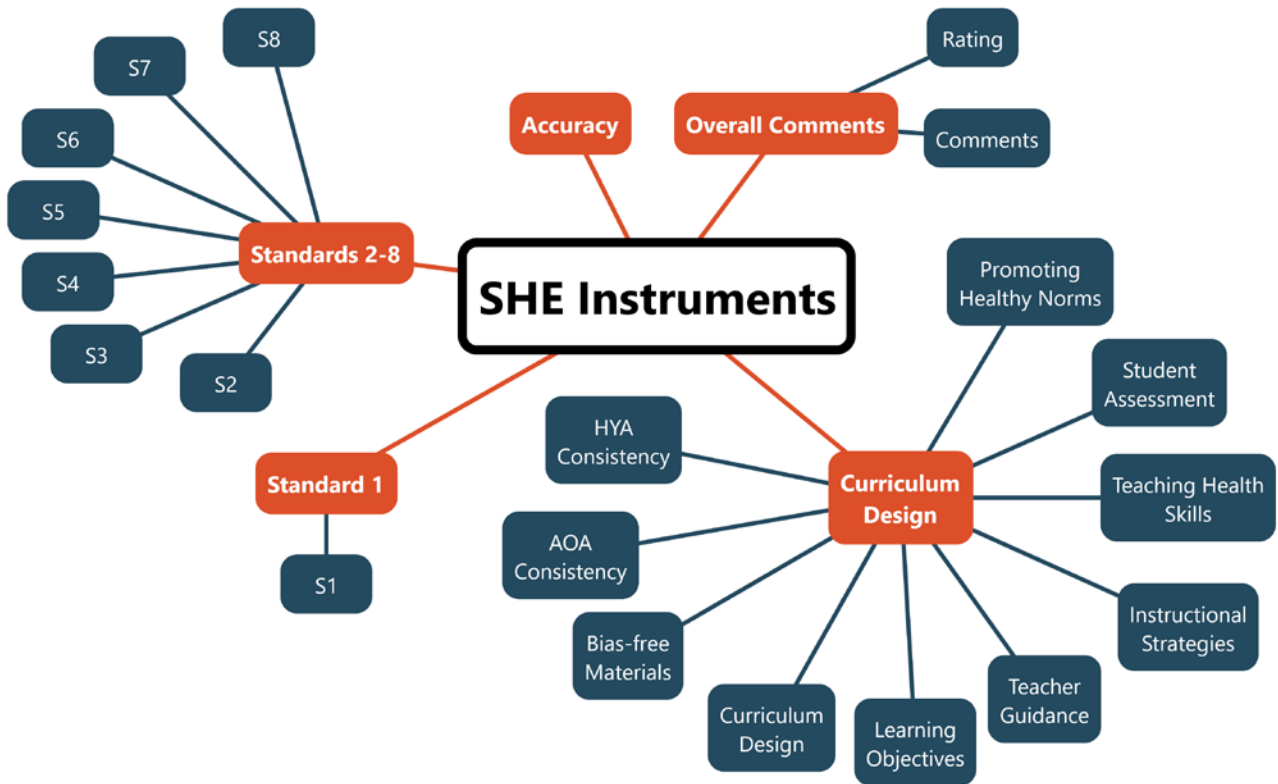 S8
S7
S6
S5
S4
S3
S2
Standards 2-8
Accuracy
Overall Comments
Rating
Comments
SHE Instruments
Standard 1
S1
Curriculum
Design
Promoting
Healthy Norms
Student
Assessment
Teaching Health
Skills
Instructional
Strategies
Teacher
Guidance
Learning
Objectives
Curriculum
Design
Bias-free
Materials
AOA
Consistency
HYA
Consistency